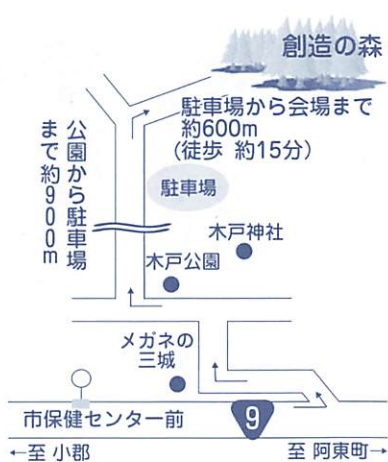 創造の森
駐車場から会場まで
約600m
(徒歩 約15分)
公園から駐車場
まで約900m
駐車場
木戸神社
木戸公園
メガネの
三城
市保健センター前
9
←至 小郡
至 阿東町→